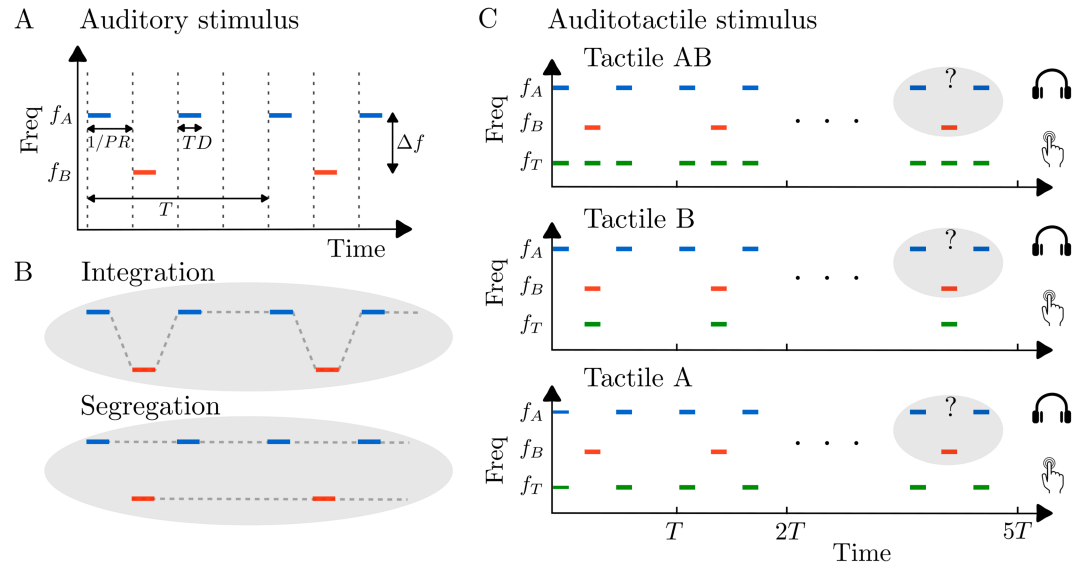 A Auditory stimulus
Freq
f_A
f_B
1/PR
TD
Δf
T
Time
B Integration
Segregation
C Auditotactile stimulus
Tactile AB
Freq
f_A
f_B
f_T
?
. . .
Tactile B
Freq
f_A
f_B
f_T
?
. . .
Tactile A
Freq
f_A
f_B
f_T
?
. . .
T 2T 5T
Time